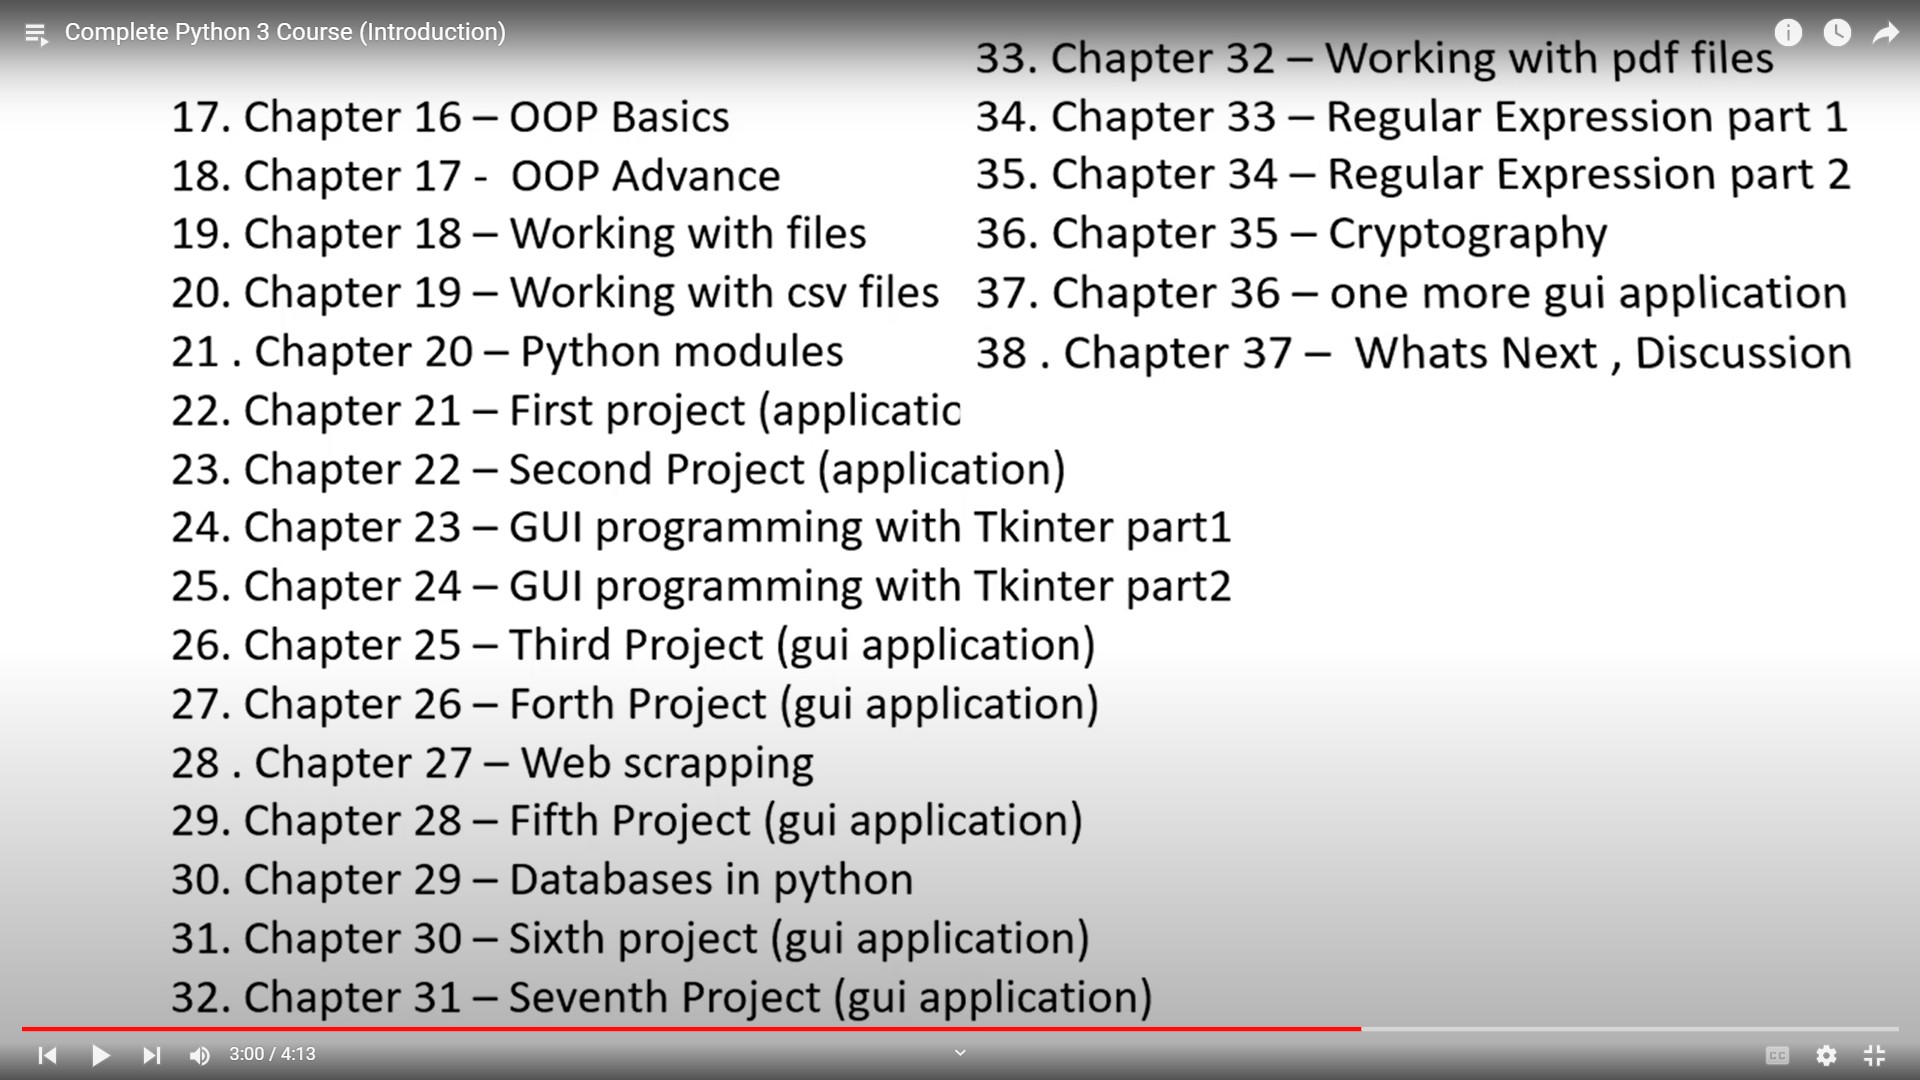 Complete Python 3 Course (Introduction)
17. Chapter 16 – OOP Basics
18. Chapter 17 - OOP Advance
19. Chapter 18 – Working with files
20. Chapter 19 – Working with csv files
21 . Chapter 20 – Python modules
22. Chapter 21 – First project (applicatio
23. Chapter 22 – Second Project (application)
24. Chapter 23 – GUI programming with Tkinter part1
25. Chapter 24 – GUI programming with Tkinter part2
26. Chapter 25 – Third Project (gui application)
27. Chapter 26 – Forth Project (gui application)
28 . Chapter 27 – Web scrapping
29. Chapter 28 – Fifth Project (gui application)
30. Chapter 29 – Databases in python
31. Chapter 30 – Sixth project (gui application)
32. Chapter 31 – Seventh Project (gui application)
33. Chapter 32 – Working with pdf files
34. Chapter 33 – Regular Expression part 1
35. Chapter 34 – Regular Expression part 2
36. Chapter 35 – Cryptography
37. Chapter 36 – one more gui application
38 . Chapter 37 – Whats Next , Discussion
3:00 / 4:13
CC